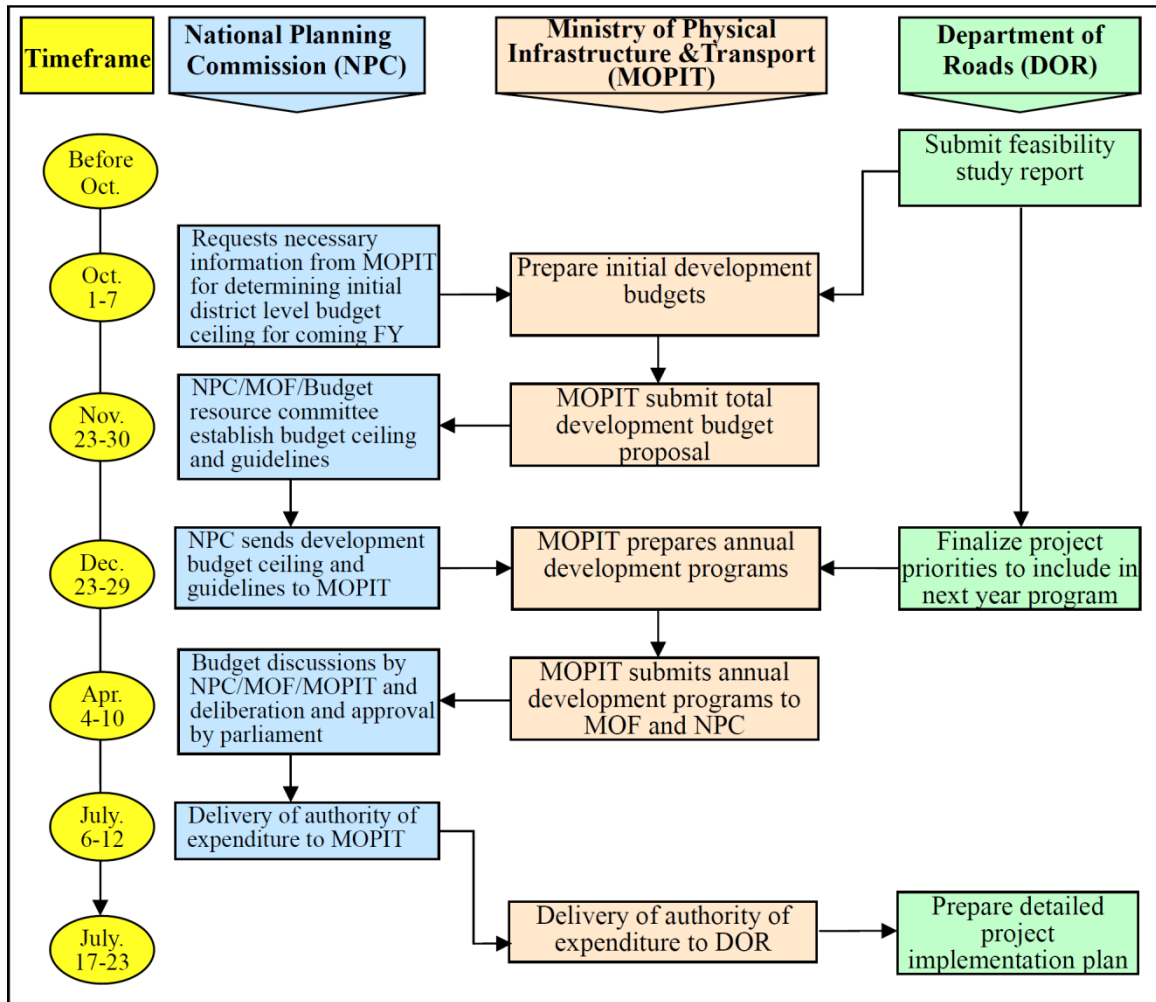 Timeframe
National Planning
Commission (NPC)
Ministry of Physical
Infrastructure &Transport
(MOPIT)
Department of
Roads (DOR)
Before
Oct.
Submit feasibility
study report
Oct.
1-7
Requests necessary
information from MOPIT
for determining initial
district level budget
ceiling for coming FY
Prepare initial development
budgets
Nov.
23-30
NPC/MOF/Budget
resource committee
establish budget ceiling
and guidelines
MOPIT submit total
development budget
proposal
Dec.
23-29
NPC sends development
budget ceiling and
guidelines to MOPIT
MOPIT prepares annual
development programs
Finalize project
priorities to include in
next year program
Apr.
4-10
Budget discussions by
NPC/MOF/MOPIT and
deliberation and approval
by parliament
MOPIT submits annual
development programs to
MOF and NPC
July.
6-12
Delivery of authority of
expenditure to MOPIT
July.
17-23
Delivery of authority of
expenditure to DOR
Prepare detailed
project
implementation plan